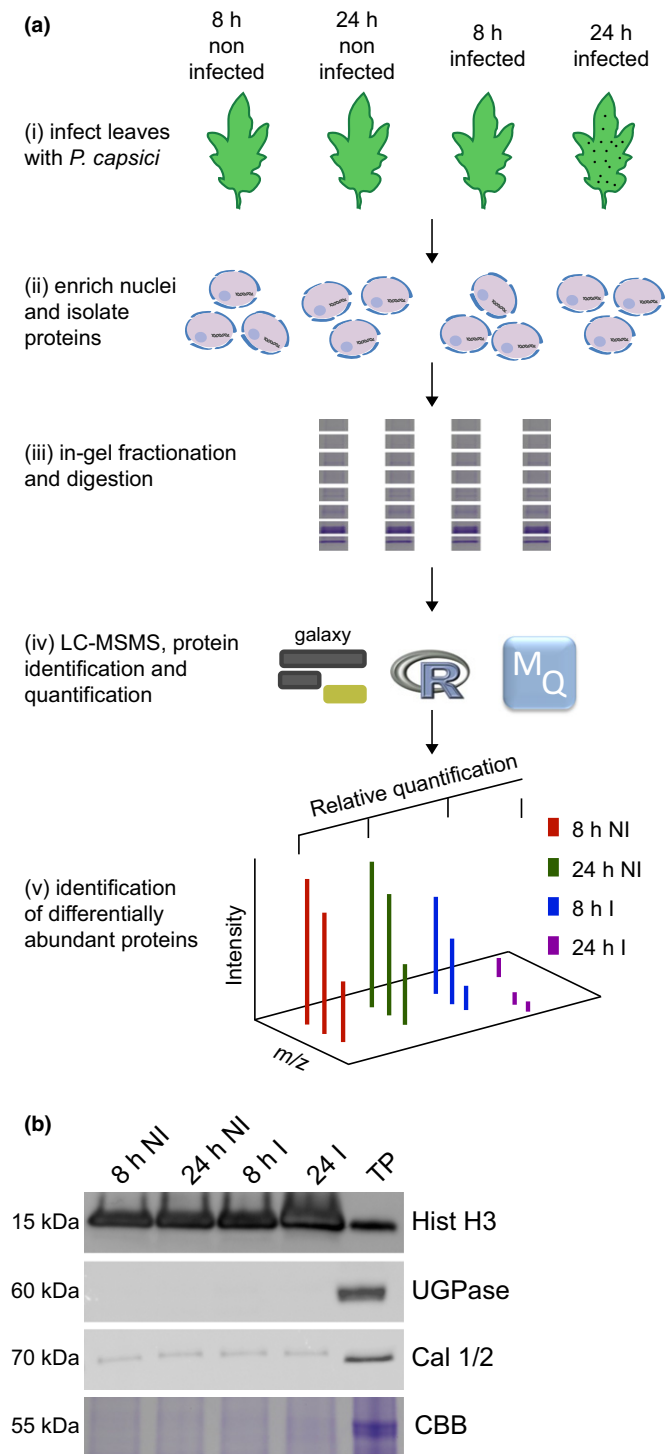 (a)
8 h
non
infected
24 h
non
infected
8 h
infected
24 h
infected
(i) infect leaves
with P. capsici
(ii) enrich nuclei
and isolate
proteins
(iii) in-gel fractionation
and digestion
(iv) LC-MSMS, protein
identification and
quantification
galaxy
R
MQ
(v) identification
of differentially
abundant proteins
Relative quantification
Intensity
m/z
8 h NI
24 h NI
8 h I
24 h I
(b)
8 h NI
24 h NI
8 h I
24 I
TP
15 kDa
Hist H3
60 kDa
UGPase
70 kDa
Cal 1/2
55 kDa
CBB